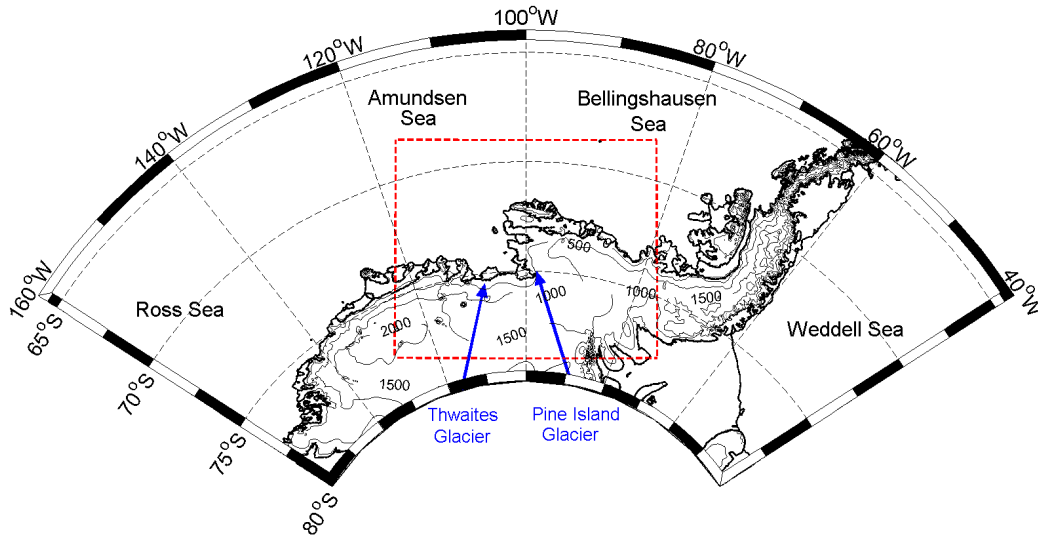 100°W
120°W
80°W
Amundsen
Sea
Bellingshausen
Sea
140°W
60°W
500
160°W
65°S
Ross Sea
1000
1000
1500
40°W
2000
1500
Weddell Sea
70°S
1500
Thwaites
Glacier
Pine Island
Glacier
75°S
80°S